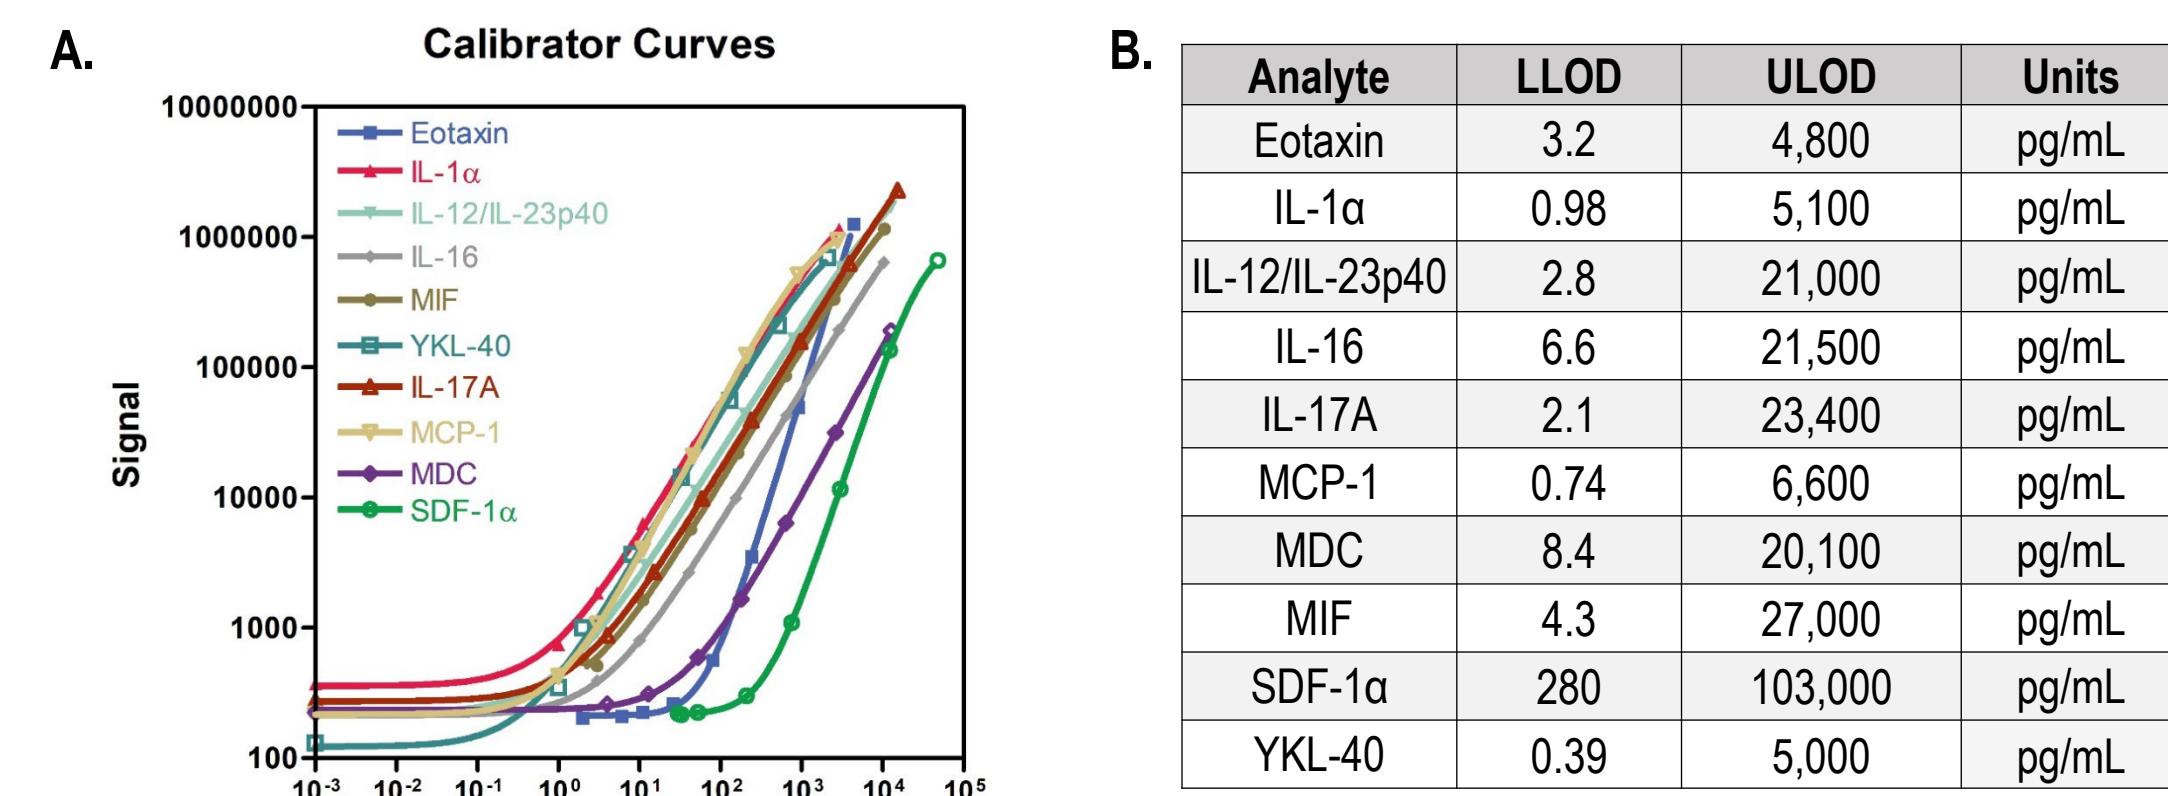 A.
Calibrator Curves
Signal
10000000
1000000
100000
10000
1000
100
10⁻³ 10⁻² 10⁻¹ 10⁰ 10¹ 10² 10³ 10⁴ 10⁵
Eotaxin
IL-1α
IL-12/IL-23p40
IL-16
MIF
YKL-40
IL-17A
MCP-1
MDC
SDF-1α
B.
Analyte LLOD ULOD Units
Eotaxin 3.2 4,800 pg/mL
IL-1α 0.98 5,100 pg/mL
IL-12/IL-23p40 2.8 21,000 pg/mL
IL-16 6.6 21,500 pg/mL
IL-17A 2.1 23,400 pg/mL
MCP-1 0.74 6,600 pg/mL
MDC 8.4 20,100 pg/mL
MIF 4.3 27,000 pg/mL
SDF-1α 280 103,000 pg/mL
YKL-40 0.39 5,000 pg/mL